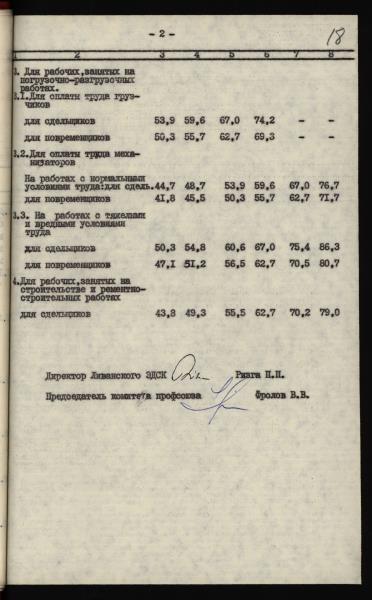 - 2 -
18
2 3 4 5 6 7 8
3. Для рабочих,занятых на
погрузочно-разгрузочных
работах.
3.1.Для оплаты труда груз-
чиков
для сдельщиков 53,9 59,6 67,0 74,2 - -
для повременщиков 50,3 55,7 62,7 69,3 - -
3.2.Для оплаты труда меха-
низаторов
На работах с нормальными
условиями труда:для сдель. 44,7 48,7 53,9 59,6 67,0 76,7
для повременщиков 41,8 45,5 50,3 55,7 62,7 71,7
3.3. На работах с тяжелыми
и вредными условиями
труда
для сдельщиков 50,3 54,8 60,6 67,0 75,4 86,3
для повременщиков 47,1 51,2 56,5 62,7 70,5 80,7
4.Для рабочих,занятых на
строительстве и ремонтно-
строительных работах
для сдельщиков 43,8 49,3 55,5 62,7 70,2 79,0
Директор Ливанского ЭДСК Ризга П.П.
Председатель комитета профсоюза Фролов В.В.